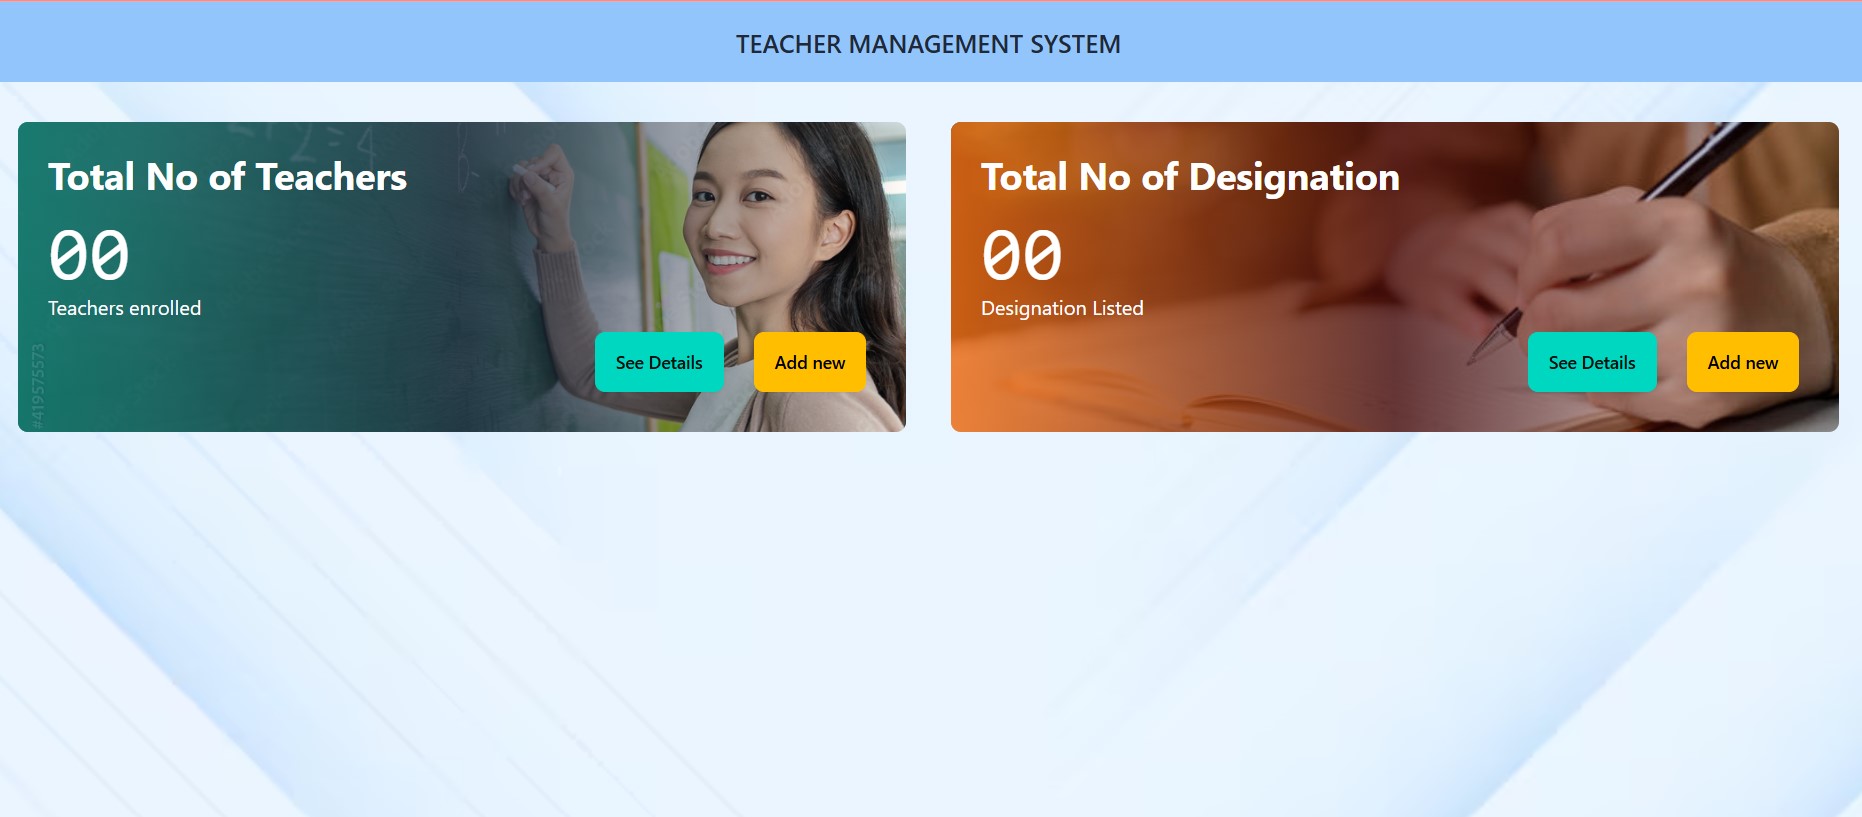 TEACHER MANAGEMENT SYSTEM
Total No of Teachers
00
Teachers enrolled
See Details
Add new
#419575573
Total No of Designation
00
Designation Listed
See Details
Add new